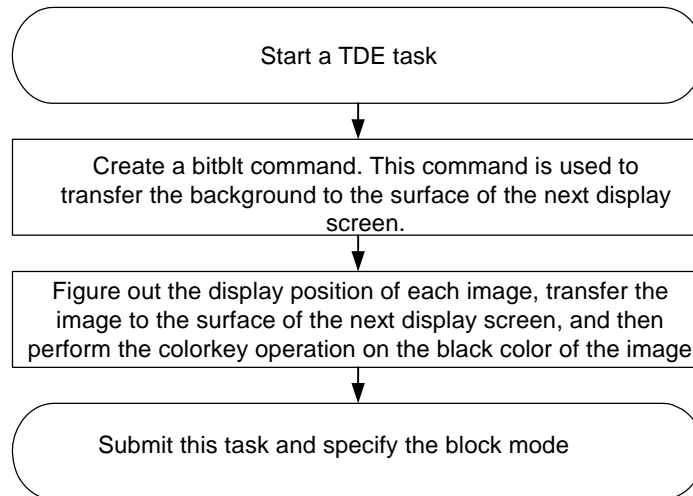 Start a TDE task
Create a bitblt command. This command is used to
transfer the background to the surface of the next display
screen.
Figure out the display position of each image, transfer the
image to the surface of the next display screen, and then
perform the colorkey operation on the black color of the image
Submit this task and specify the block mode